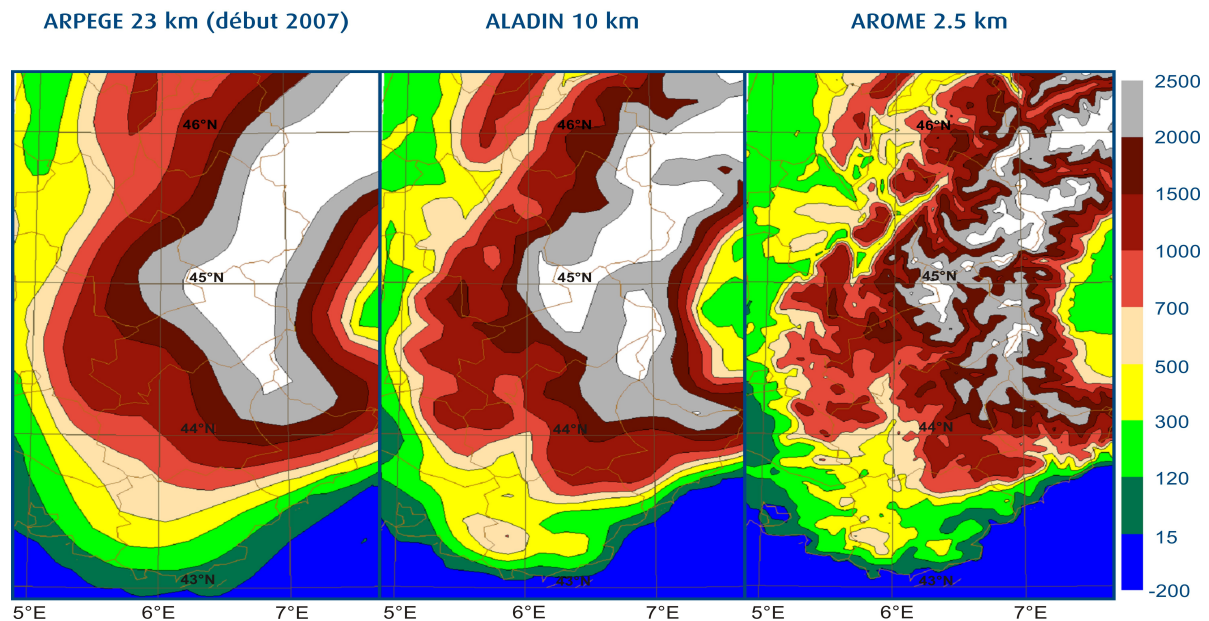 ARPEGE 23 km (début 2007)
ALADIN 10 km
AROME 2.5 km
46°N
46°N
46°N
45°N
45°N
45°N
44°N
44°N
44°N
43°N
43°N
43°N
5°E 6°E 7°E
5°E 6°E 7°E
5°E 6°E 7°E
2500
2000
1500
1000
700
500
300
120
15
-200